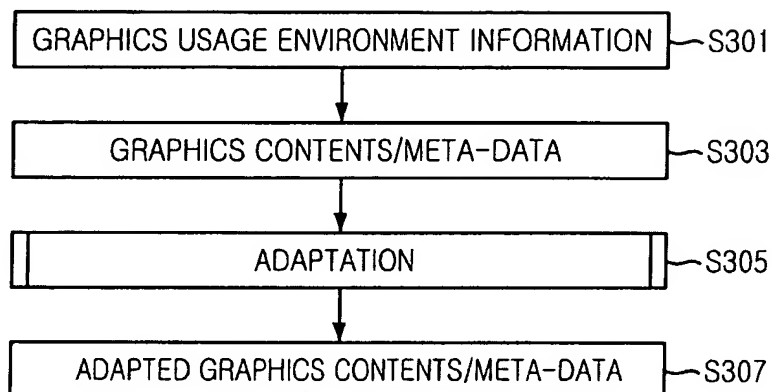 GRAPHICS USAGE ENVIRONMENT INFORMATION S301
GRAPHICS CONTENTS/META-DATA S303
ADAPTATION S305
ADAPTED GRAPHICS CONTENTS/META-DATA S307